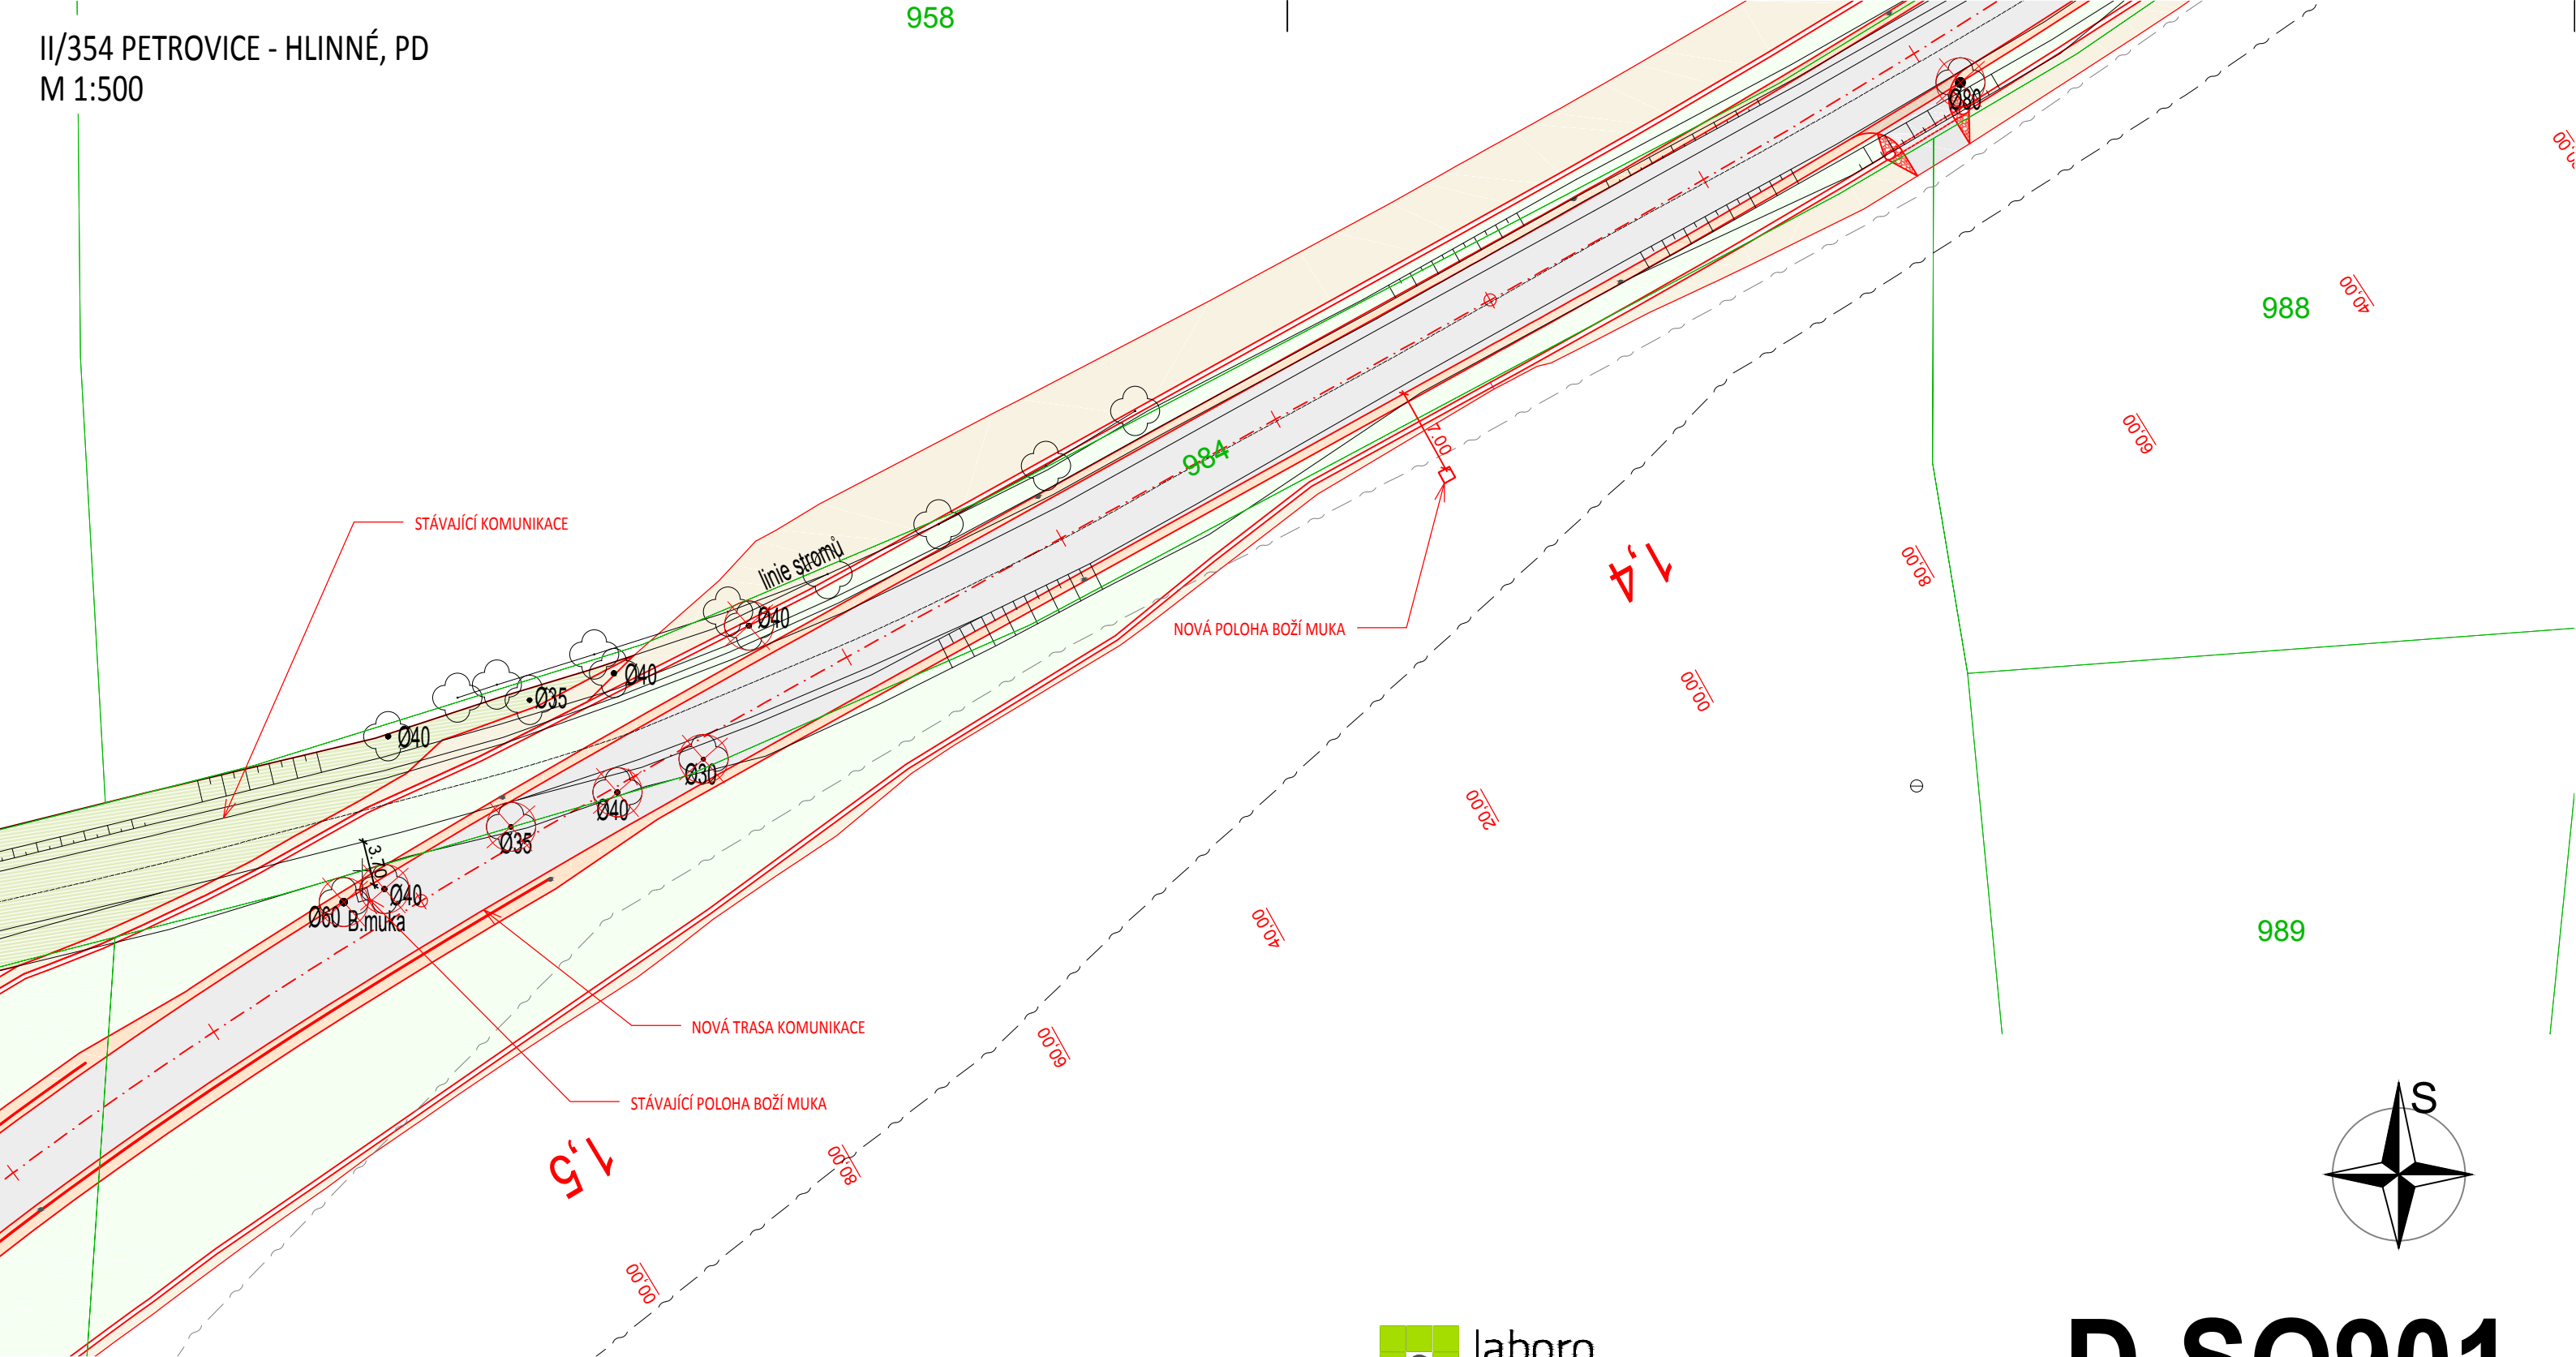 II/354 PETROVICE - HLINNÉ, PD
M 1:500
958
Ø80
988
40,00
60,00
984
7.00
STÁVAJÍCÍ KOMUNIKACE
linie stromů
1,4
80,00
NOVÁ POLOHA BOŽÍ MUKA
Ø40
Ø40
Ø35
Ø40
00,00
Ø30
Ø40
20,00
Ø35
3.70
Ø40
Ø60
B.muka
40,00
989
NOVÁ TRASA KOMUNIKACE
60,00
STÁVAJÍCÍ POLOHA BOŽÍ MUKA
S
1,5
80,00
00,00
laboro
D-SO901